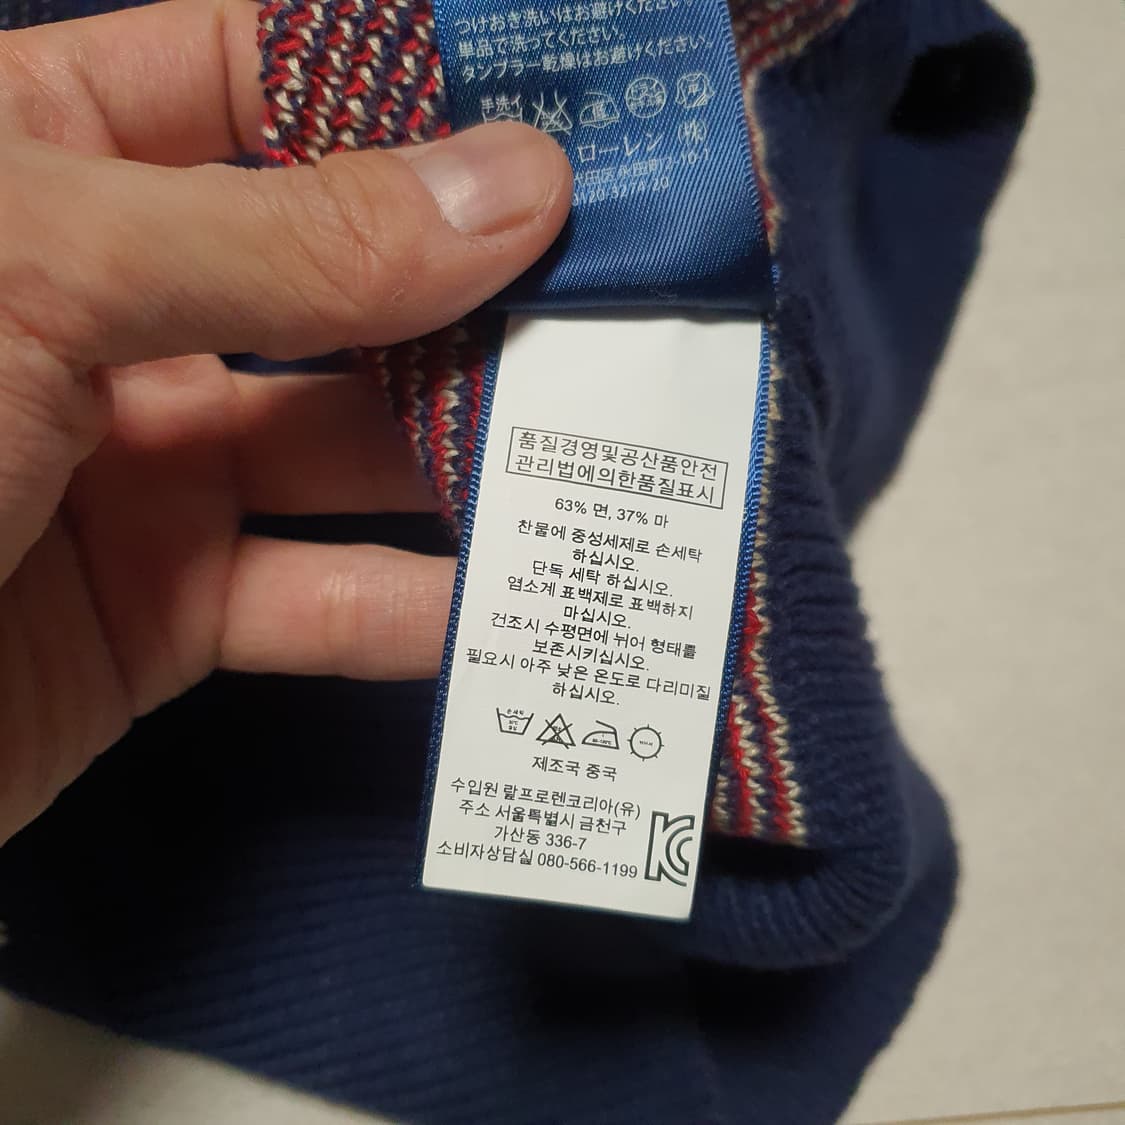 つけおき洗いはお避けください。
単品で洗ってください。
タンブラー乾燥はお避けください。
手洗イ
ローレン (株)
品질경영및공산품안전
관리법에의한품질표시
63% 면, 37% 마
찬물에 중성세제로 손세탁
하십시오.
단독 세탁 하십시오.
염소계 표백제로 표백하지
마십시오.
건조시 수평면에 뉘어 형태를
보존시키십시오.
필요시 아주 낮은 온도로 다리미질
하십시오.
손세탁
제조국 중국
수입원 랄프로렌코리아(유)
주소 서울특별시 금천구
가산동 336-7
소비자상담실 080-566-1199
KC